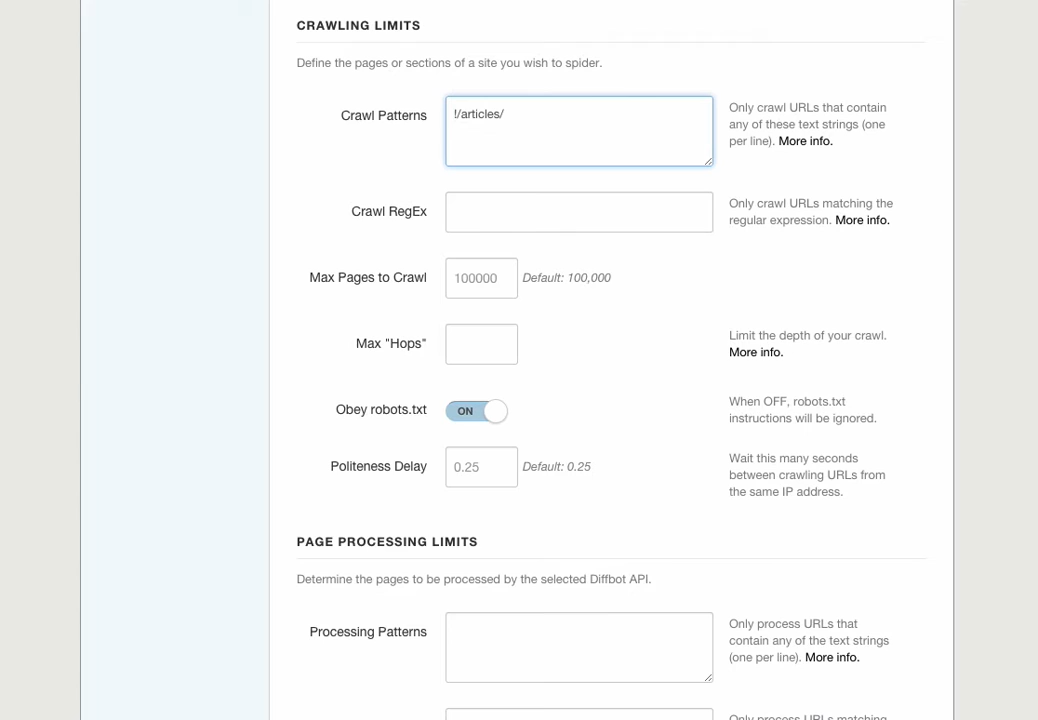 CRAWLING LIMITS
Define the pages or sections of a site you wish to spider.
Crawl Patterns
!/articles/
Only crawl URLs that contain
any of these text strings (one
per line). More info.
Crawl RegEx
Only crawl URLs matching the
regular expression. More info.
Max Pages to Crawl
100000
Default: 100,000
Max "Hops"
Limit the depth of your crawl.
More info.
Obey robots.txt
ON
When OFF, robots.txt
instructions will be ignored.
Politeness Delay
0.25
Default: 0.25
Wait this many seconds
between crawling URLs from
the same IP address.
PAGE PROCESSING LIMITS
Determine the pages to be processed by the selected Diffbot API.
Processing Patterns
Only process URLs that
contain any of the text strings
(one per line). More info.
Only process URLs matching